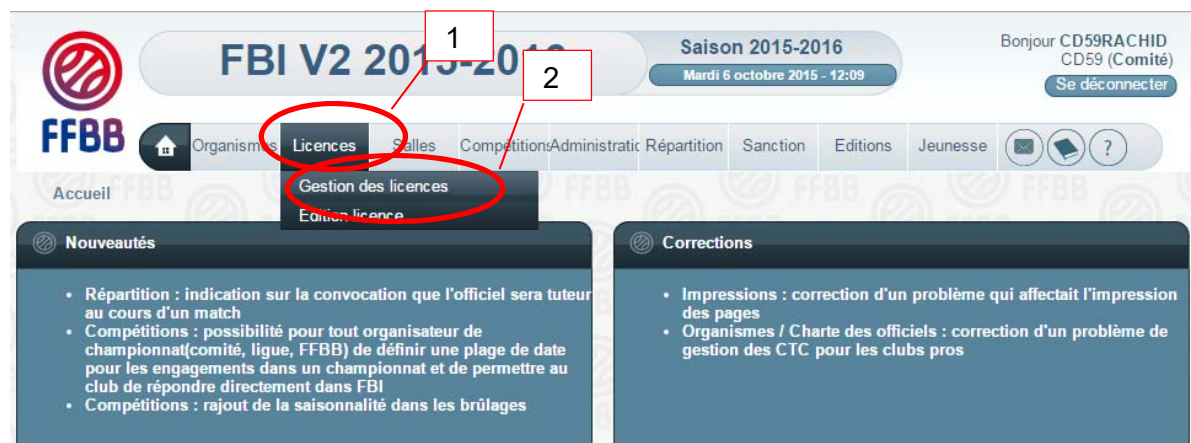 1
2
FBI V2 2015-2016
Saison 2015-2016
Mardi 6 octobre 2015 - 12:09
Bonjour CD59RACHID
CD59 (Comité)
Se déconnecter
FFBB
Organismes Licences Salles Compétitions Administratic Répartition Sanction Editions Jeunesse ?
Gestion des licences
Edition licence
Accueil
Nouveautés
• Répartition : indication sur la convocation que l'officiel sera tuteur
au cours d'un match
• Compétitions : possibilité pour tout organisateur de
championnat(comité, ligue, FFBB) de définir une plage de date
pour les engagements dans un championnat et de permettre au
club de répondre directement dans FBI
• Compétitions : rajout de la saisonnalité dans les brûlages
Corrections
• Impressions : correction d'un problème qui affectait l'impression
des pages
• Organismes / Charte des officiels : correction d'un problème de
gestion des CTC pour les clubs pros